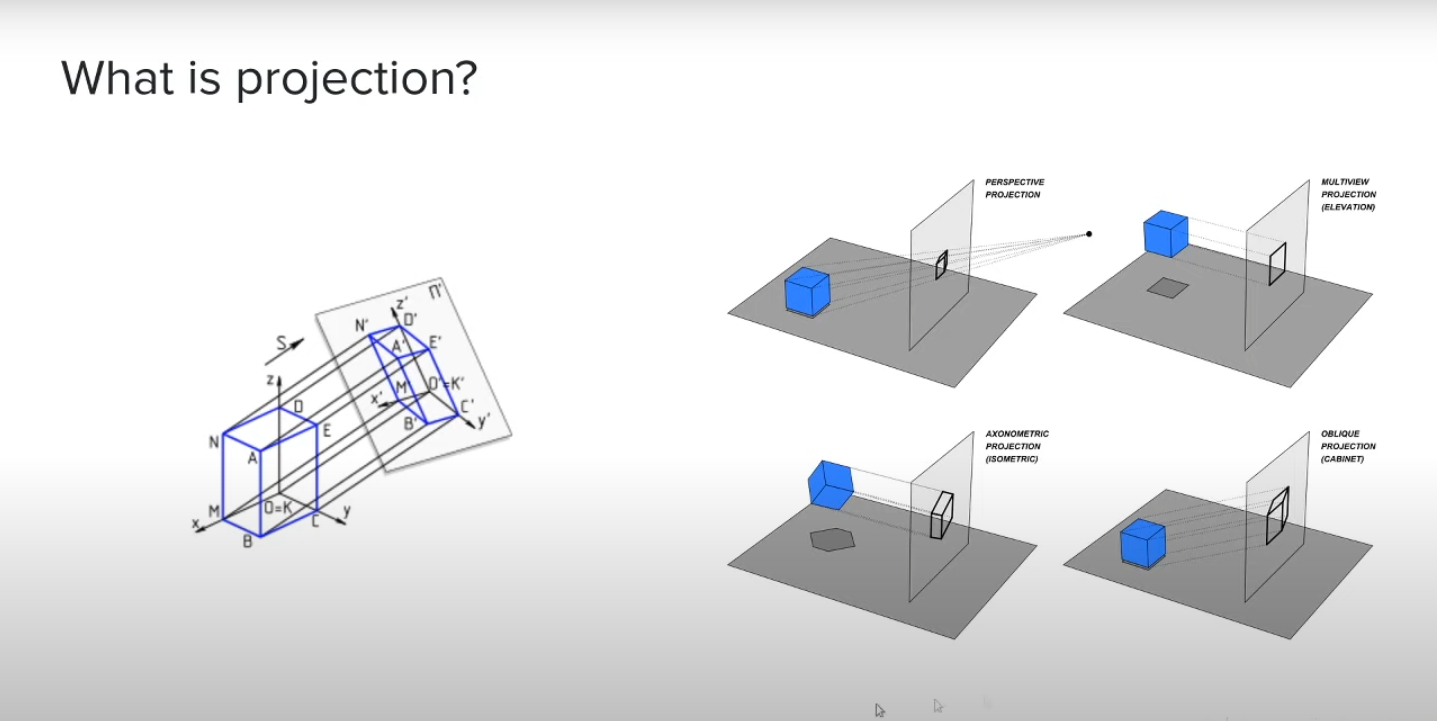 What is projection?
PERSPECTIVE
PROJECTION
MULTIVIEW
PROJECTION
(ELEVATION)
П'
z'
N'
D'
S
A'
E'
z
M'
O'=K'
x'
D
C'
B'
y'
E
N
A
M
O=K
y
x
C
B
AXONOMETRIC
PROJECTION
(ISOMETRIC)
OBLIQUE
PROJECTION
(CABINET)